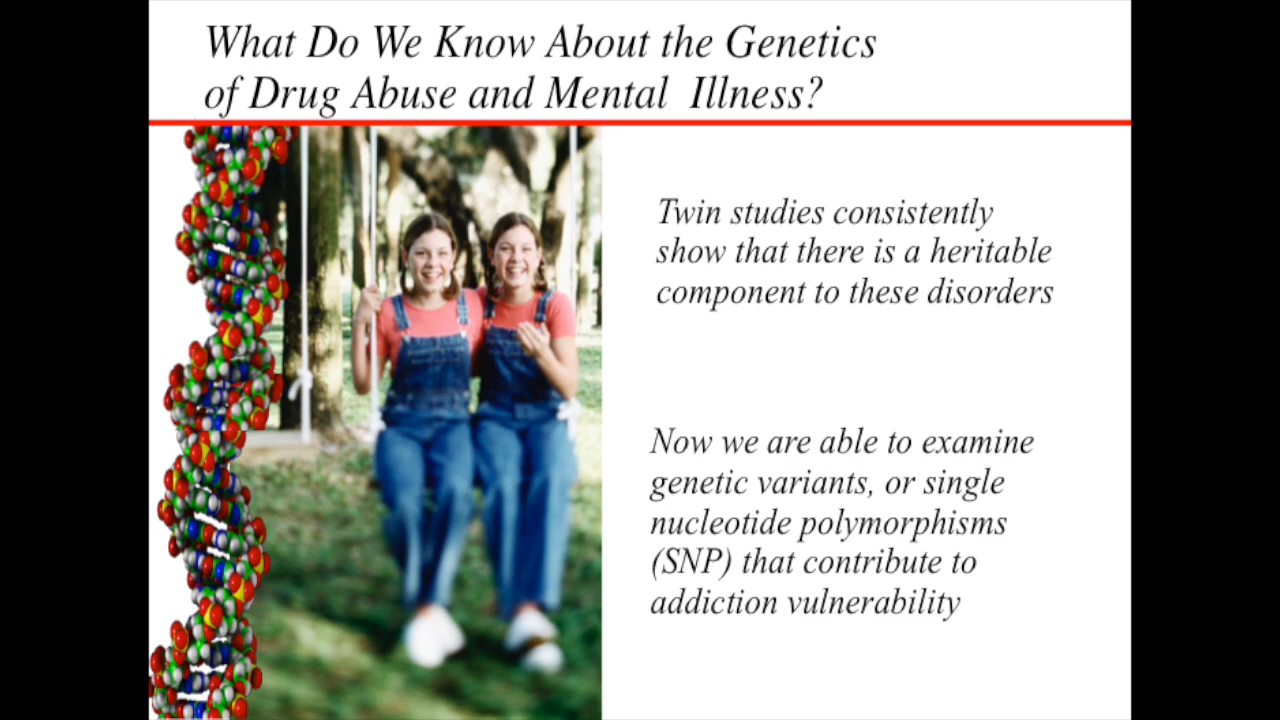 What Do We Know About the Genetics
of Drug Abuse and Mental Illness?
Twin studies consistently
show that there is a heritable
component to these disorders
Now we are able to examine
genetic variants, or single
nucleotide polymorphisms
(SNP) that contribute to
addiction vulnerability